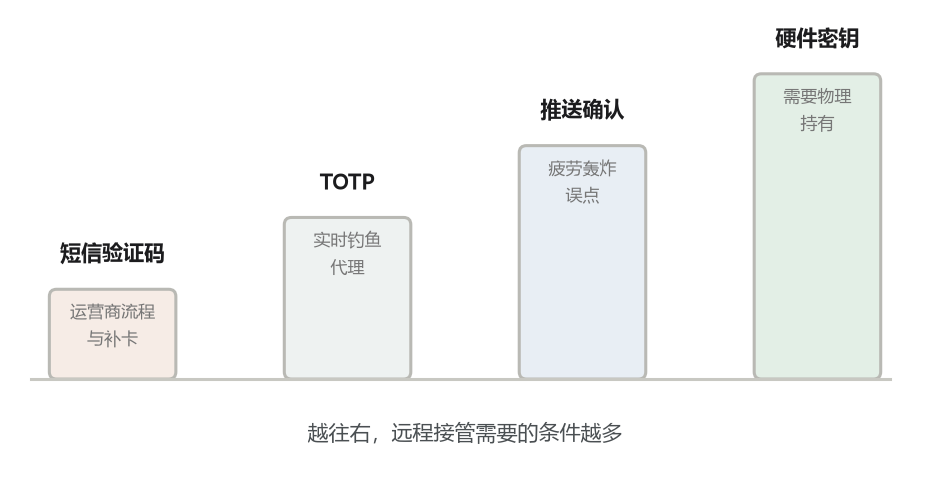 短信验证码
运营商流程
与补卡
TOTP
实时钓鱼
代理
推送确认
疲劳轰炸
误点
硬件密钥
需要物理
持有
越往右，远程接管需要的条件越多